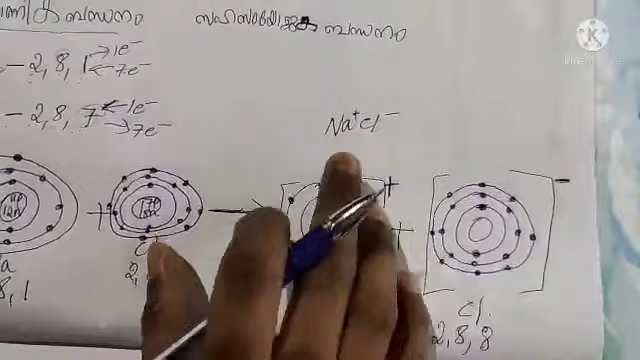 ണിക ബന്ധനം
സഹസംയോജക ബന്ധനം
– 2, 8, 1 → 1e⁻
← 7e⁻
– 2, 8, 7 ← 1e⁻
→ 7e⁻
Na⁺Cl⁻
+
+
+
–
8, 1
2,
Cl.
2, 8, 8
KINEMASTER